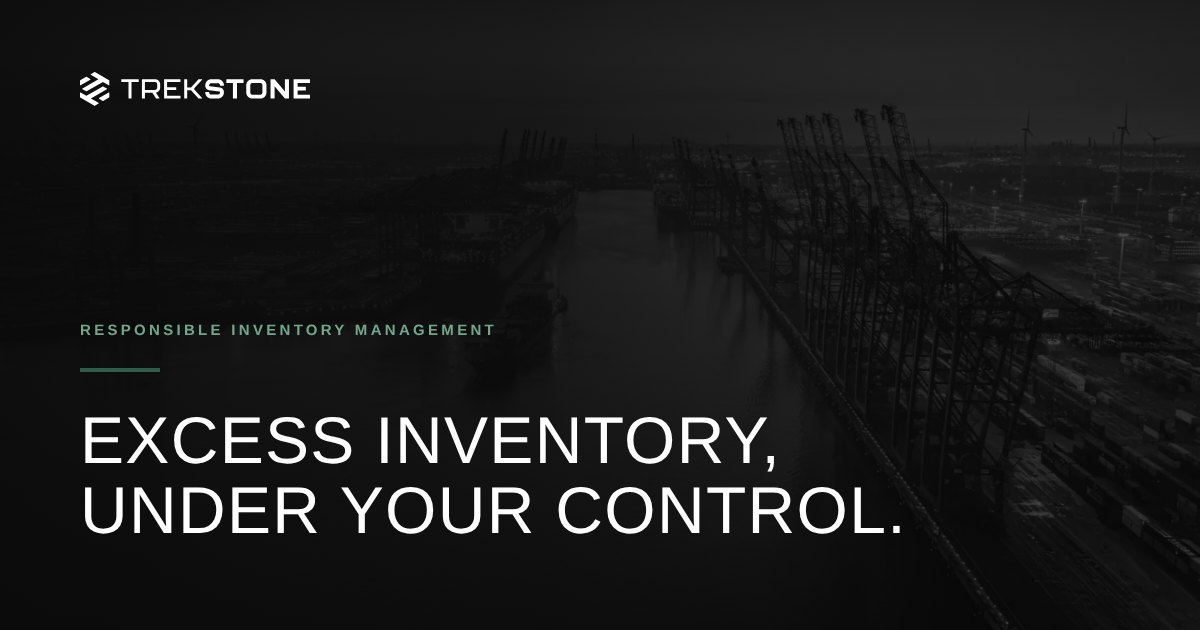 TREKSTONE
RESPONSIBLE INVENTORY MANAGEMENT
EXCESS INVENTORY,
UNDER YOUR CONTROL.